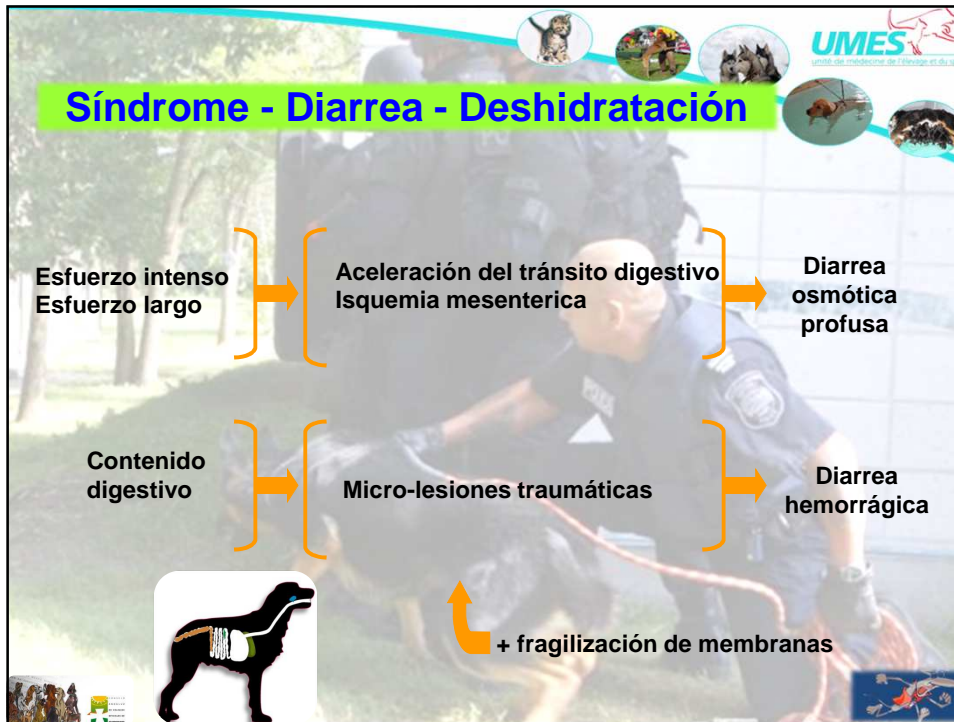 UMES
unité de médecine de l'élevage et du s
Síndrome - Diarrea - Deshidratación
Esfuerzo intenso
Esfuerzo largo
Aceleración del tránsito digestivo
Isquemia mesenterica
Diarrea
osmótica
profusa
Contenido
digestivo
Micro-lesiones traumáticas
Diarrea
hemorrágica
+ fragilización de membranas